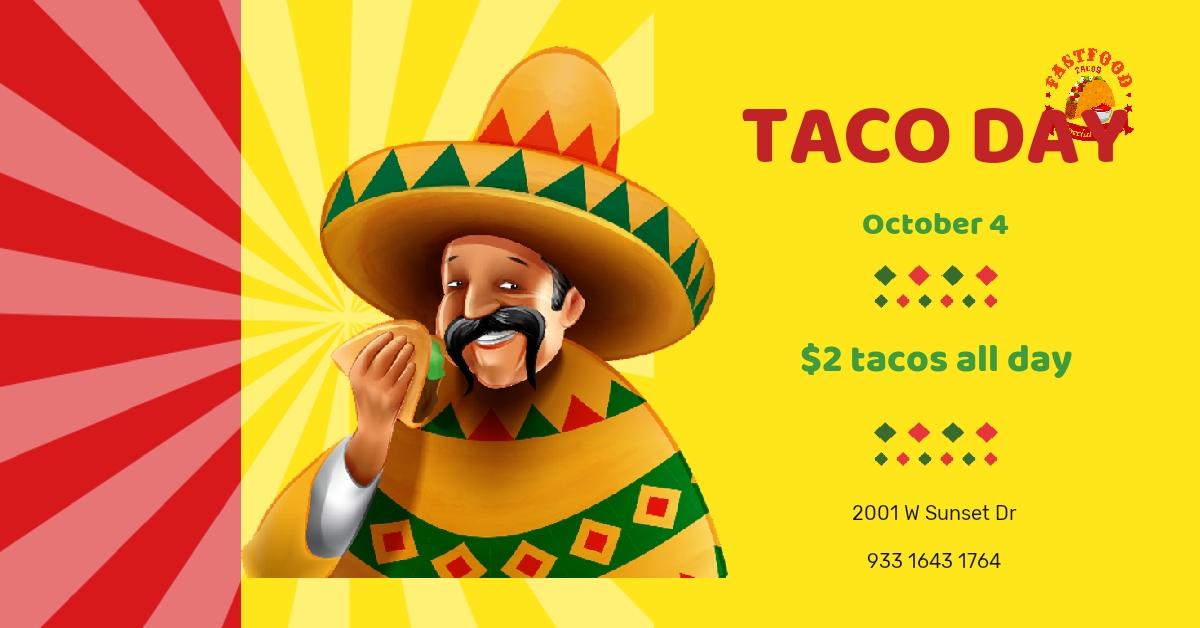 FASTFOOD
TACOS
TACO DAY
October 4
$2 tacos all day
2001 W Sunset Dr
933 1643 1764